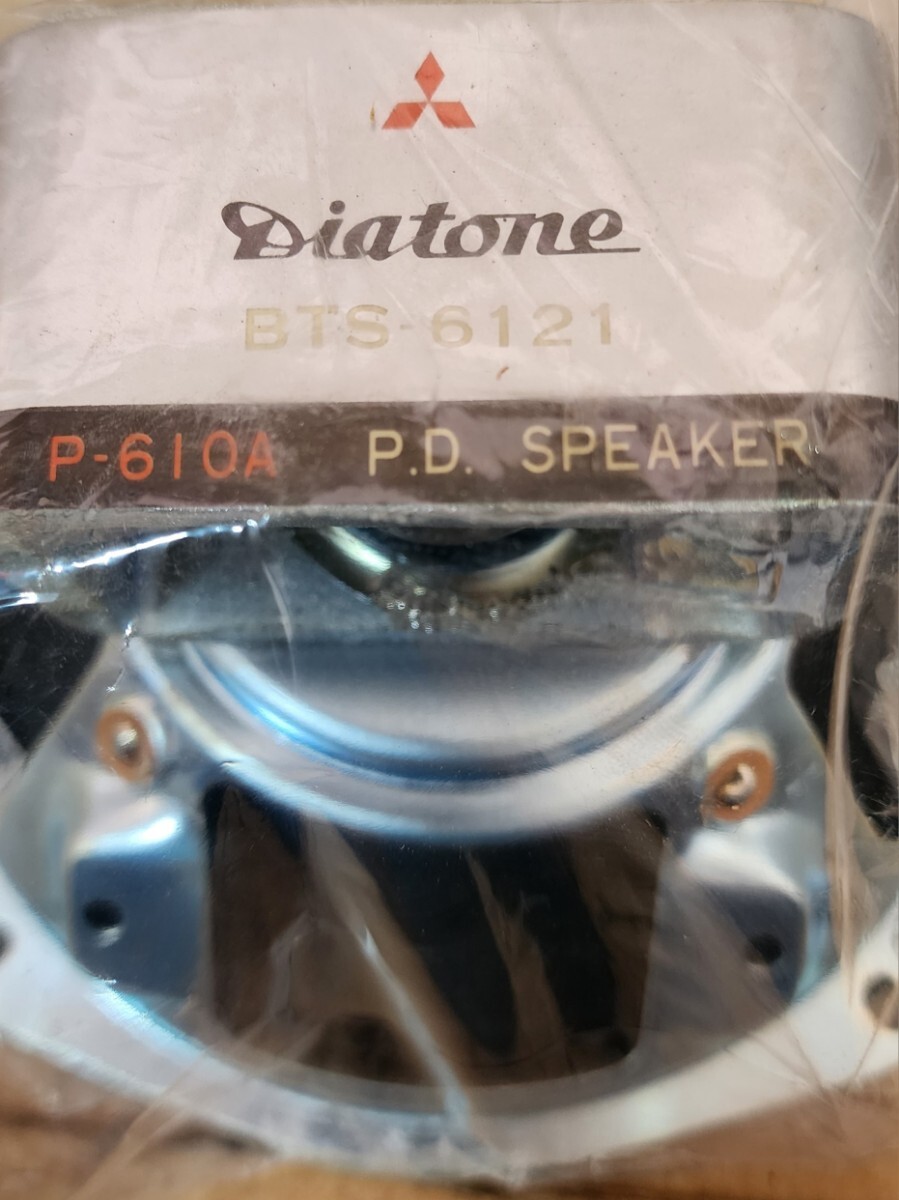 Diatone
BTS-6121
P-610A P.D. SPEAKER